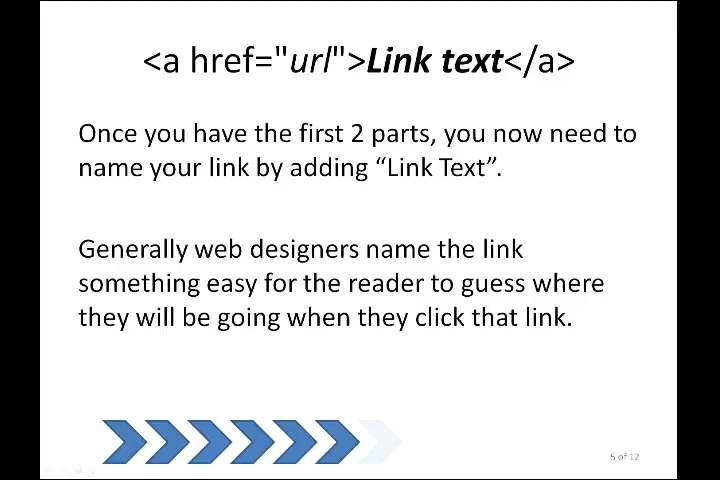 <a href="url">Link text</a>
Once you have the first 2 parts, you now need to
name your link by adding “Link Text”.
Generally web designers name the link
something easy for the reader to guess where
they will be going when they click that link.
5 of 12